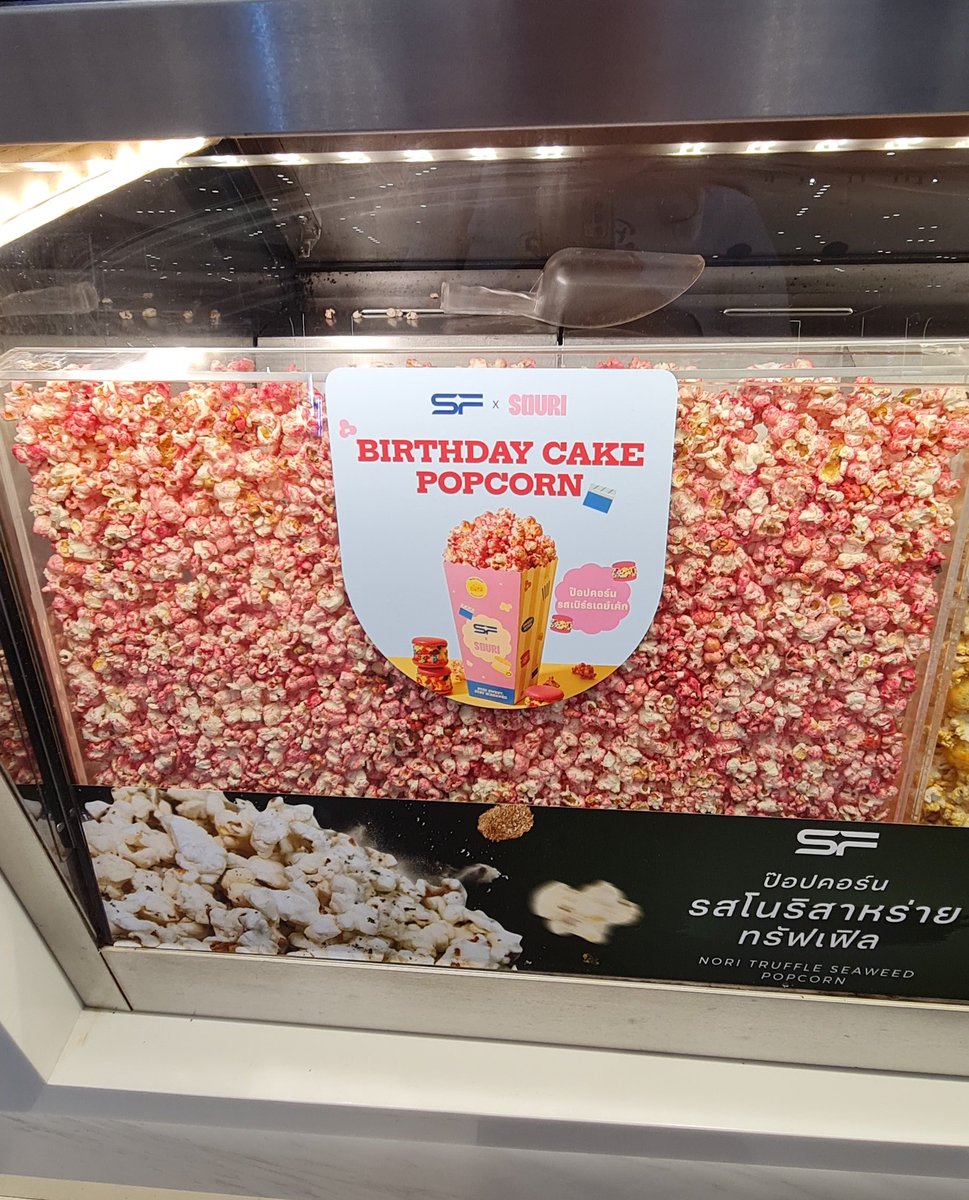 SF x SOURI
BIRTHDAY CAKE
POPCORN
ป๊อปคอร์น
รสเบิร์ธเดย์เค้ก
SF
SOURI
SF
ป๊อปคอร์น
รสโนริสาหร่าย
ทรัฟเฟิล
NORI TRUFFLE SEAWEED
POPCORN